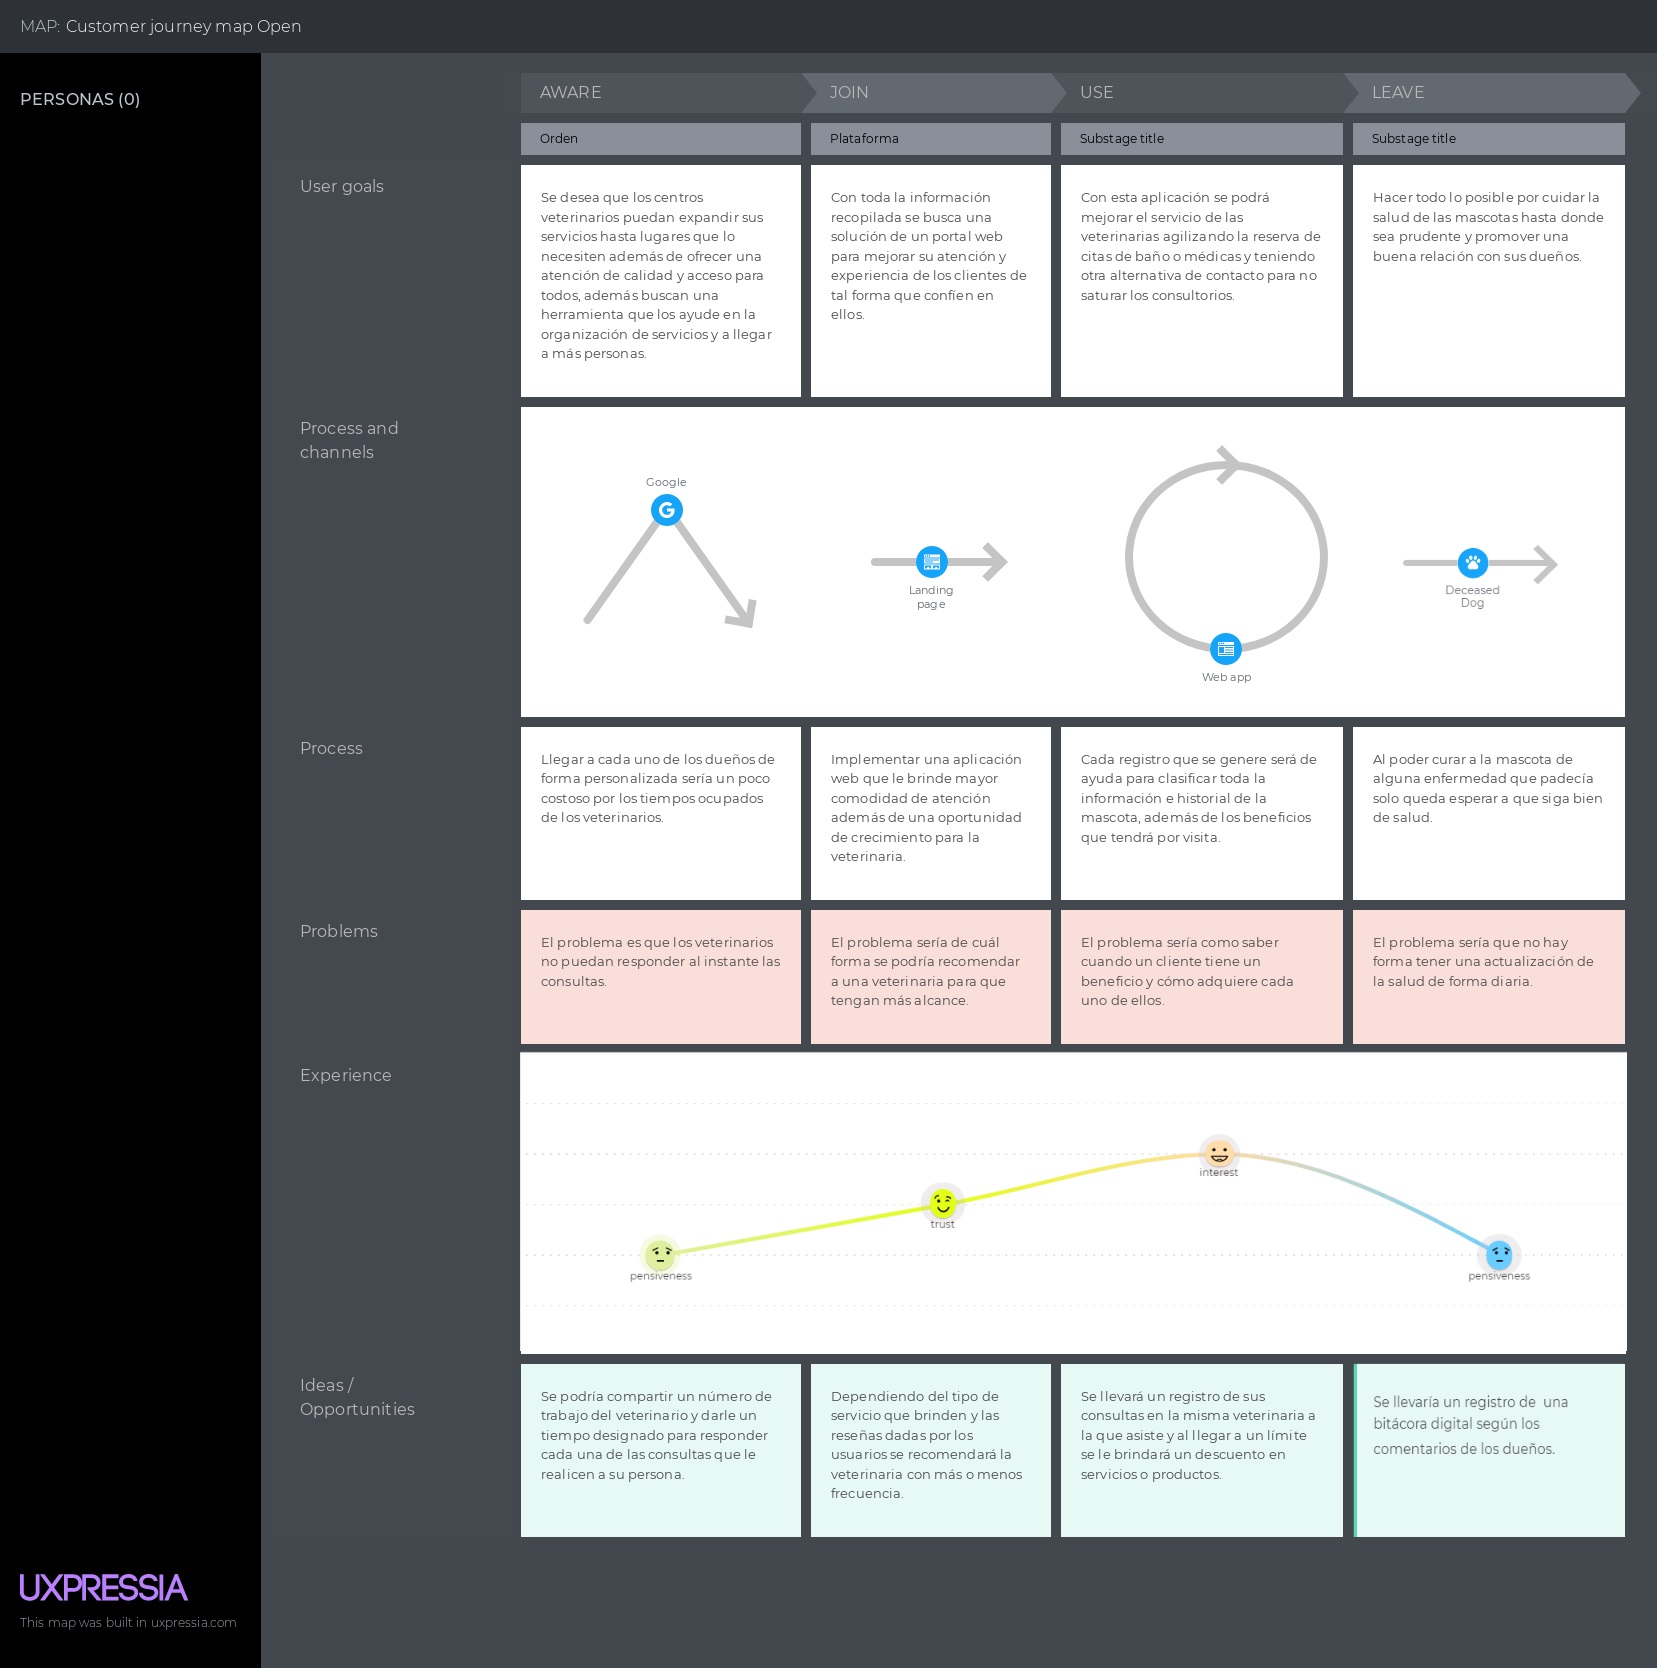 MAP: Customer journey map Open
PERSONAS (0)
AWARE
JOIN
USE
LEAVE
Orden
Plataforma
Substage title
Substage title
User goals
Se desea que los centros
veterinarios puedan expandir sus
servicios hasta lugares que lo
necesiten además de ofrecer una
atención de calidad y acceso para
todos, además buscan una
herramienta que los ayude en la
organización de servicios y a llegar
a más personas.
Con toda la información
recopilada se busca una
solución de un portal web
para mejorar su atención y
experiencia de los clientes de
tal forma que confíen en
ellos.
Con esta aplicación se podrá
mejorar el servicio de las
veterinarias agilizando la reserva de
citas de baño o médicas y teniendo
otra alternativa de contacto para no
saturar los consultorios.
Hacer todo lo posible por cuidar la
salud de las mascotas hasta donde
sea prudente y promover una
buena relación con sus dueños.
Process and
channels
Google
Landing
page
Web app
Deceased
Dog
Process
Llegar a cada uno de los dueños de
forma personalizada sería un poco
costoso por los tiempos ocupados
de los veterinarios.
Implementar una aplicación
web que le brinde mayor
comodidad de atención
además de una oportunidad
de crecimiento para la
veterinaria.
Cada registro que se genere será de
ayuda para clasificar toda la
información e historial de la
mascota, además de los beneficios
que tendrá por visita.
Al poder curar a la mascota de
alguna enfermedad que padecía
solo queda esperar a que siga bien
de salud.
Problems
El problema es que los veterinarios
no puedan responder al instante las
consultas.
El problema sería de cuál
forma se podría recomendar
a una veterinaria para que
tengan más alcance.
El problema sería como saber
cuando un cliente tiene un
beneficio y cómo adquiere cada
uno de ellos.
El problema sería que no hay
forma tener una actualización de
la salud de forma diaria.
Experience
pensiveness
trust
interest
pensiveness
Ideas /
Opportunities
Se podría compartir un número de
trabajo del veterinario y darle un
tiempo designado para responder
cada una de las consultas que le
realicen a su persona.
Dependiendo del tipo de
servicio que brinden y las
reseñas dadas por los
usuarios se recomendará la
veterinaria con más o menos
frecuencia.
Se llevará un registro de sus
consultas en la misma veterinaria a
la que asiste y al llegar a un límite
se le brindará un descuento en
servicios o productos.
Se llevaría un registro de una
bitácora digital según los
comentarios de los dueños.
UXPRESSIA
This map was built in uxpressia.com